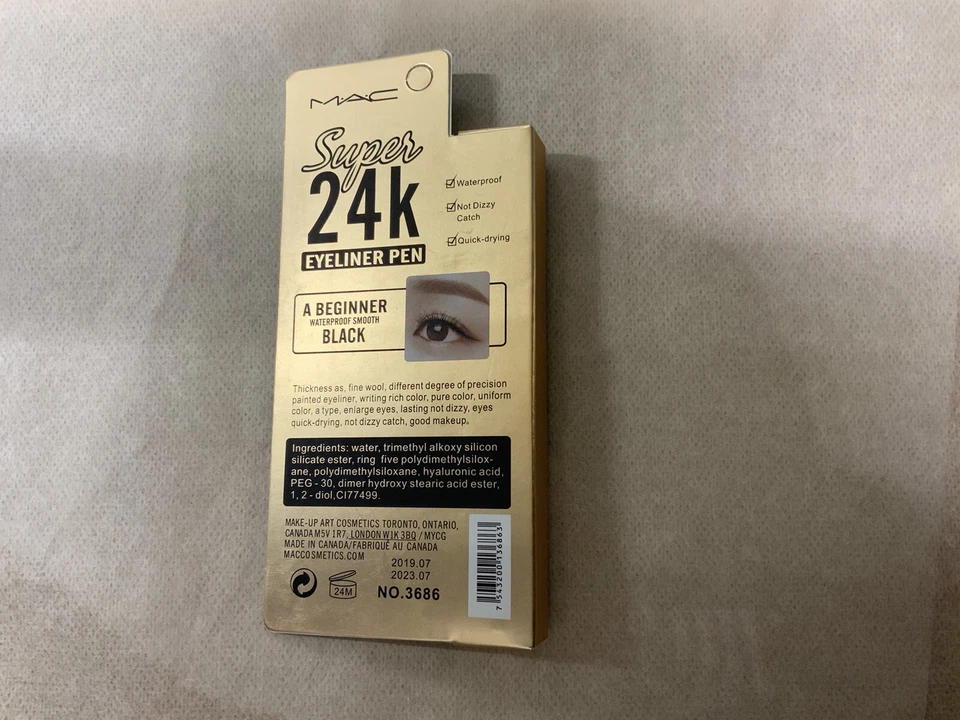 M·A·C
Super
24k
EYELINER PEN
Waterproof
Not Dizzy
Catch
Quick-drying
A BEGINNER
WATERPROOF SMOOTH
BLACK
Thickness as, fine wool, different degree of precision
painted eyeliner, writing rich color, pure color, uniform
color, a type, enlarge eyes, lasting not dizzy, eyes
quick-drying, not dizzy catch, good makeup。
Ingredients: water, trimethyl alkoxy silicon
silicate ester, ring five polydimethylsilox-
ane, polydimethylsiloxane, hyaluronic acid,
PEG - 30, dimer hydroxy stearic acid ester,
1, 2 - diol,CI77499.
MAKE-UP ART COSMETICS TORONTO, ONTARIO,
CANADA M5V 1R7, LONDON W1K 3BQ / MYCG
MADE IN CANADA/FABRIQUÉ AU CANADA
MACCOSMETICS.COM
2019.07
2023.07
24M
NO.3686
7 543200 136863